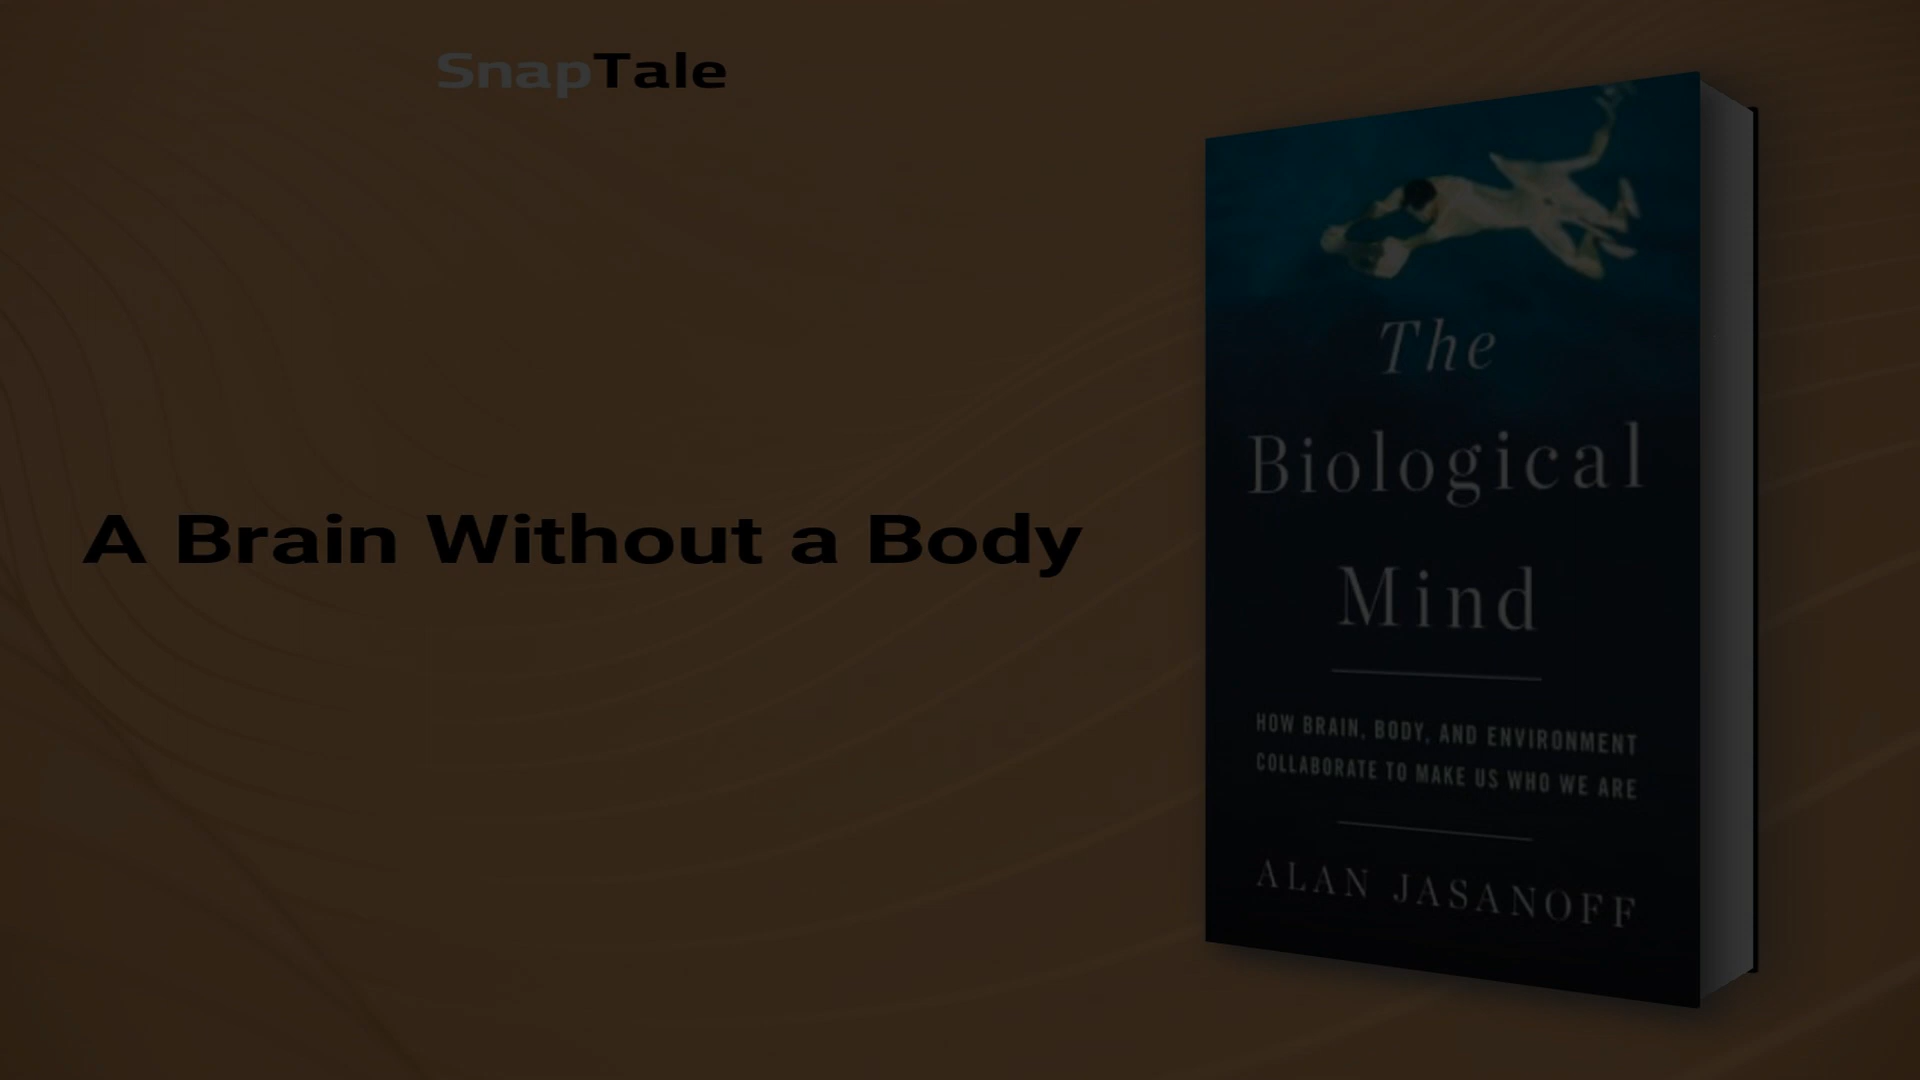 SnapTale
A Brain Without a Body
The
Biological
Mind
HOW BRAIN, BODY, AND ENVIRONMENT
COLLABORATE TO MAKE US WHO WE ARE
ALAN JASANOFF